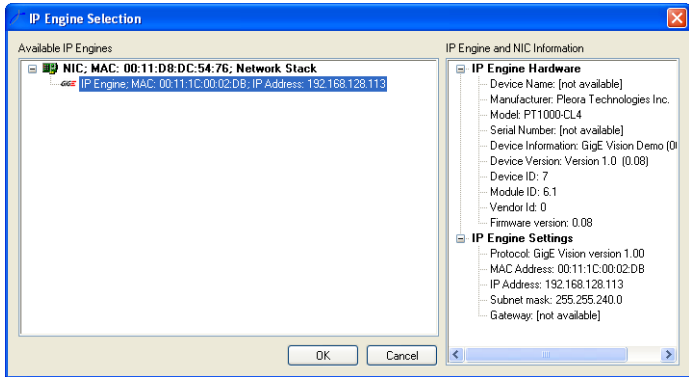 IP Engine Selection
Available IP Engines
NIC; MAC: 00:11:D8:DC:54:76; Network Stack
GIGE IP Engine; MAC: 00:11:1C:00:02:DB; IP Address: 192.168.128.113
OK
Cancel
IP Engine and NIC Information
IP Engine Hardware
Device Name: [not available]
Manufacturer: Pleora Technologies Inc.
Model: PT1000-CL4
Serial Number: [not available]
Device Information: GigE Vision Demo (0
Device Version: Version 1.0 (0.08)
Device ID: 7
Module ID: 6.1
Vendor Id: 0
Firmware version: 0.08
IP Engine Settings
Protocol: GigE Vision version 1.00
MAC Address: 00:11:1C:00:02:DB
IP Address: 192.168.128.113
Subnet mask: 255.255.240.0
Gateway: [not available]